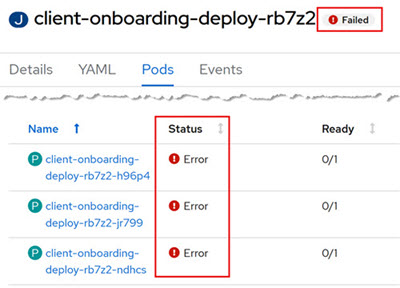 J client-onboarding-deploy-rb7z2 Failed
Details YAML Pods Events
Name Status Ready
P client-onboarding-
deploy-rb7z2-h96p4 Error 0/1
P client-onboarding-
deploy-rb7z2-jr799 Error 0/1
P client-onboarding-
deploy-rb7z2-ndhcs Error 0/1